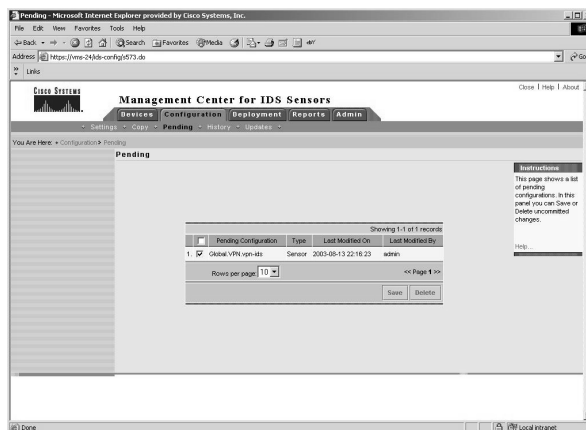 Pending - Microsoft Internet Explorer provided by Cisco Systems, Inc.
File Edit View Favorites Tools Help
Back Search Favorites Media
Address https://vms-24/ids-config/s573.do Go
Links
Close | Help | About
CISCO SYSTEMS
Management Center for IDS Sensors
Devices Configuration Deployment Reports Admin
Settings Copy Pending History Updates
You Are Here: Configuration > Pending
Pending
Instructions
This page shows a list
of pending
configurations. In this
panel you can Save or
Delete uncommitted
changes.
Help...
Showing 1-1 of 1 records
Pending Configuration Type Last Modified On Last Modified By
1. Global.VPN.vpn-ids Sensor 2003-08-13 22:16:23 admin
Rows per page: 10 << Page 1 >>
Save Delete
Done Local intranet